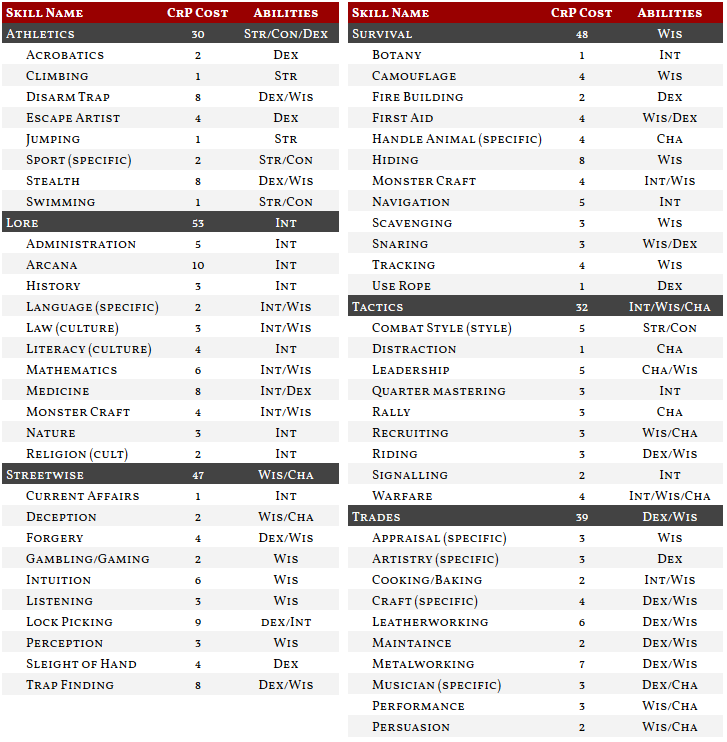 Skill Name CrP Cost Abilities
Athletics 30 Str/Con/Dex
Acrobatics 2 Dex
Climbing 1 Str
Disarm Trap 8 Dex/Wis
Escape Artist 4 Dex
Jumping 1 Str
Sport (specific) 2 Str/Con
Stealth 8 Dex/Wis
Swimming 1 Str/Con
Lore 53 Int
Administration 5 Int
Arcana 10 Int
History 3 Int
Language (specific) 2 Int/Wis
Law (culture) 3 Int/Wis
Literacy (culture) 4 Int
Mathematics 6 Int/Wis
Medicine 8 Int/Dex
Monster Craft 4 Int/Wis
Nature 3 Int
Religion (cult) 2 Int
Streetwise 47 Wis/Cha
Current Affairs 1 Int
Deception 2 Wis/Cha
Forgery 4 Dex/Wis
Gambling/Gaming 2 Wis
Intuition 6 Wis
Listening 3 Wis
Lock Picking 9 dex/Int
Perception 3 Wis
Sleight of Hand 4 Dex
Trap Finding 8 Dex/Wis
Skill Name CrP Cost Abilities
Survival 48 Wis
Botany 1 Int
Camouflage 4 Wis
Fire Building 2 Dex
First Aid 4 Wis/Dex
Handle Animal (specific) 4 Cha
Hiding 8 Wis
Monster Craft 4 Int/Wis
Navigation 5 Int
Scavenging 3 Wis
Snaring 3 Wis/Dex
Tracking 4 Wis
Use Rope 1 Dex
Tactics 32 Int/Wis/Cha
Combat Style (style) 5 Str/Con
Distraction 1 Cha
Leadership 5 Cha/Wis
Quarter mastering 3 Int
Rally 3 Cha
Recruiting 3 Wis/Cha
Riding 3 Dex/Wis
Signalling 2 Int
Warfare 4 Int/Wis/Cha
Trades 39 Dex/Wis
Appraisal (specific) 3 Wis
Artistry (specific) 3 Dex
Cooking/Baking 2 Int/Wis
Craft (specific) 4 Dex/Wis
Leatherworking 6 Dex/Wis
Maintaince 2 Dex/Wis
Metalworking 7 Dex/Wis
Musician (specific) 3 Dex/Cha
Performance 3 Wis/Cha
Persuasion 2 Wis/Cha